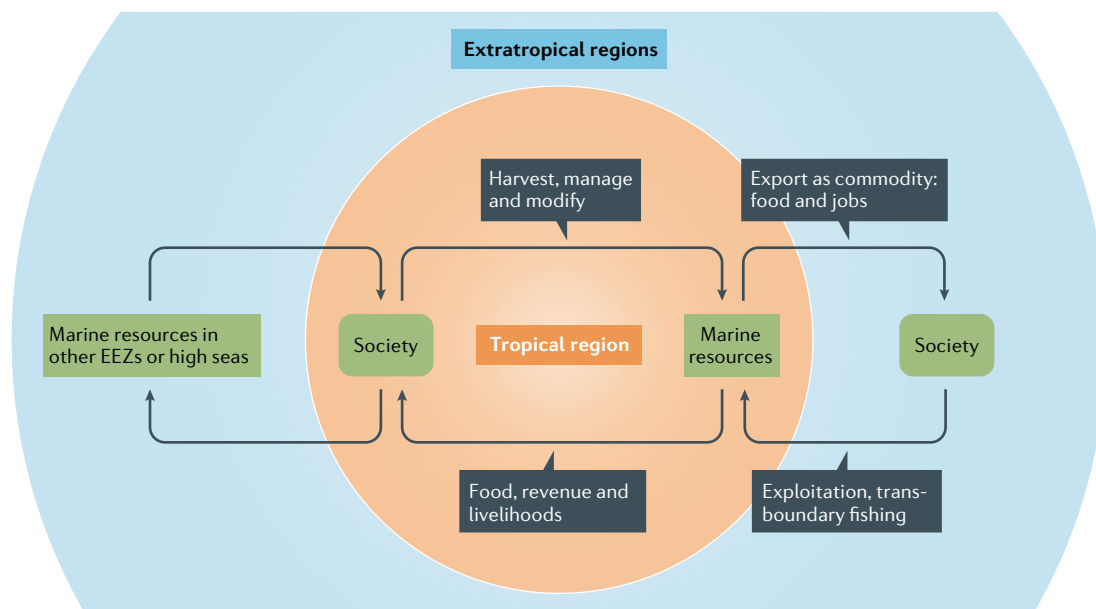 Extratropical regions
Harvest, manage
and modify
Export as commodity:
food and jobs
Marine resources in
other EEZs or high seas
Society
Tropical region
Marine
resources
Society
Food, revenue and
livelihoods
Exploitation, trans-
boundary fishing